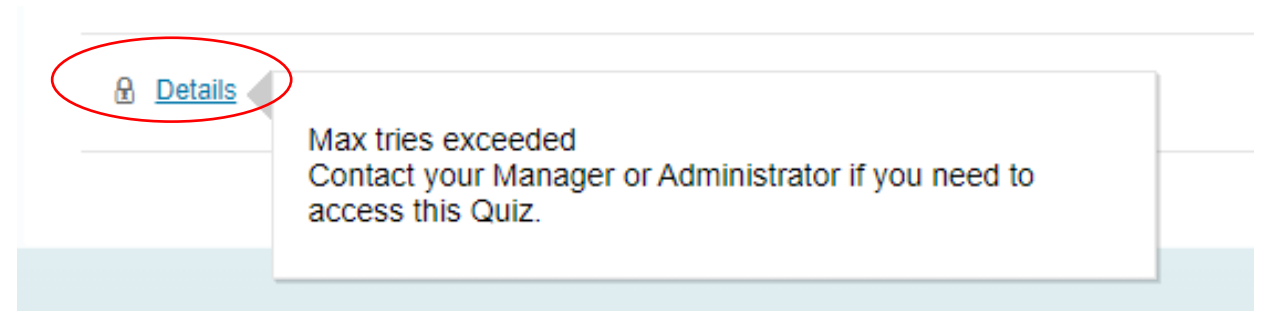 Details
Max tries exceeded
Contact your Manager or Administrator if you need to
access this Quiz.